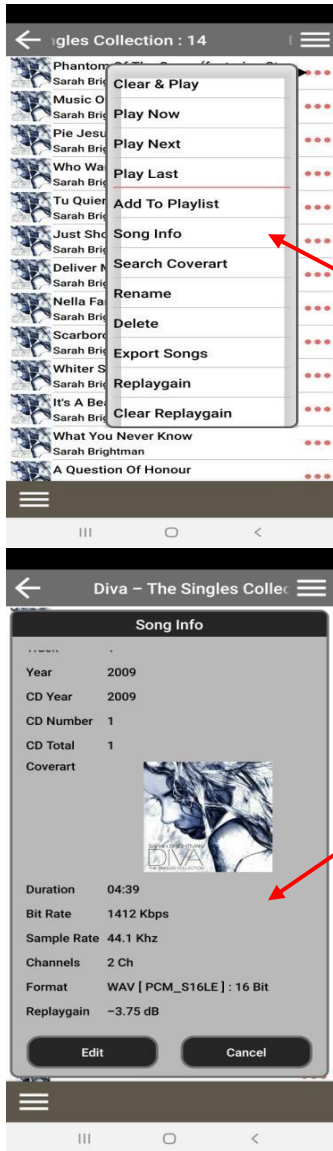 ngles Collection : 14
Phantom
Sarah Brig
Music O
Sarah Brig
Pie Jesu
Sarah Brig
Who Wa
Sarah Brig
Tu Quier
Sarah Brig
Just Sho
Sarah Brig
Deliver
Sarah Brig
Nella Fa
Sarah Brig
Scarboro
Sarah Brig
Whiter S
Sarah Brig
It's A Be
Sarah Brig
What You Never Know
Sarah Brightman
A Question Of Honour
Clear & Play
Play Now
Play Next
Play Last
Add To Playlist
Song Info
Search Coverart
Rename
Delete
Export Songs
Replaygain
Clear Replaygain
Diva – The Singles Collec
Song Info
Year 2009
CD Year 2009
CD Number 1
CD Total 1
Coverart
SARAH BRIGHTMAN
DIVA
THE SINGLES COLLECTION
Duration 04:39
Bit Rate 1412 Kbps
Sample Rate 44.1 Khz
Channels 2 Ch
Format WAV [ PCM_S16LE ] : 16 Bit
Replaygain −3.75 dB
Edit Cancel